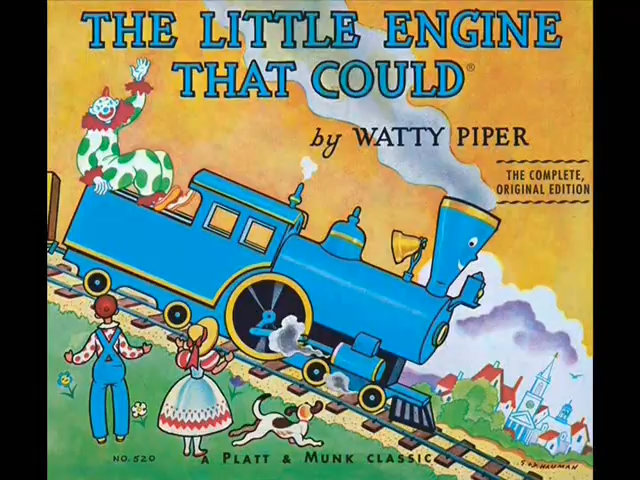 THE LITTLE ENGINE
THAT COULD®
by WATTY PIPER
THE COMPLETE,
ORIGINAL EDITION
NO. 520
A PLATT & MUNK CLASSIC